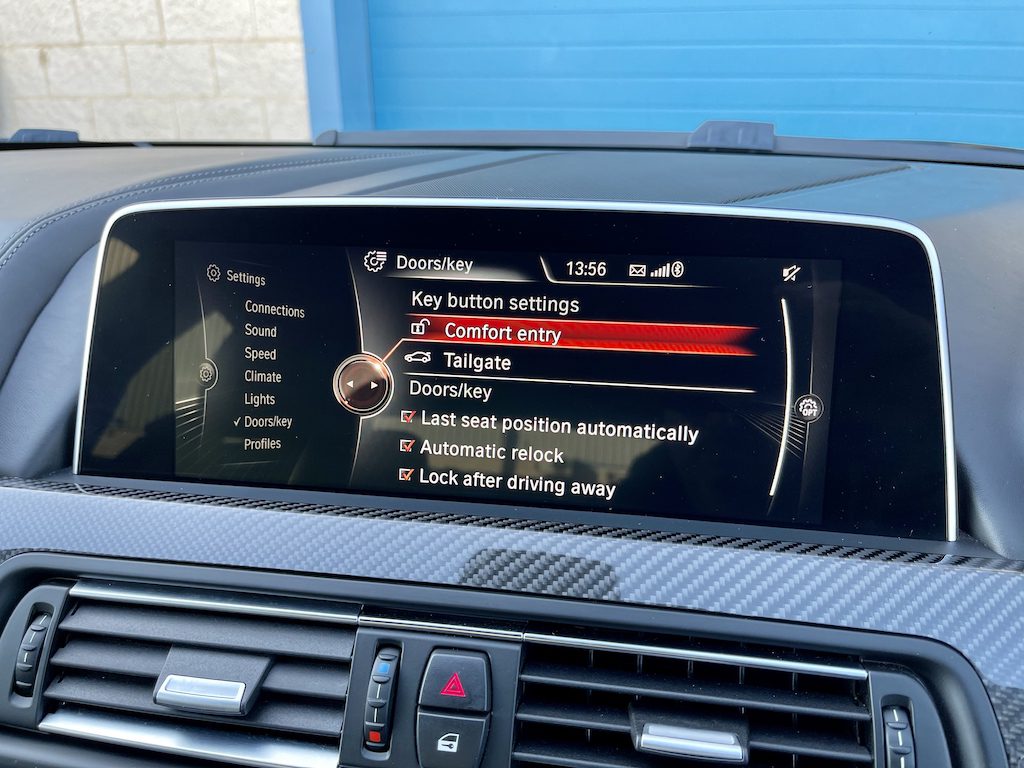 Settings
Connections
Sound
Speed
Climate
Lights
Doors/key
Profiles
Doors/key
13:56
Key button settings
Comfort entry
Tailgate
Doors/key
Last seat position automatically
Automatic relock
Lock after driving away
OPT